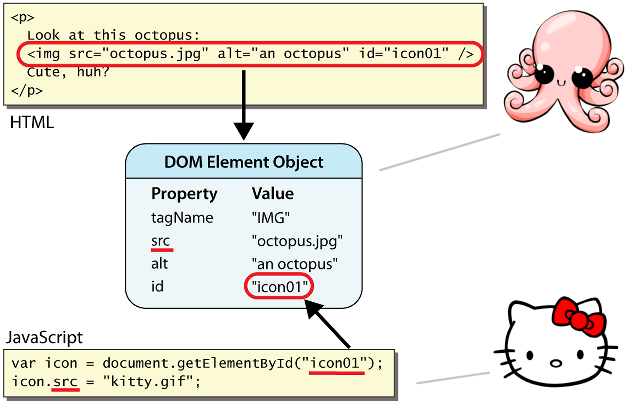 <p>
Look at this octopus:
<img src="octopus.jpg" alt="an octopus" id="icon01" />
Cute, huh?
</p>
HTML
DOM Element Object
Property Value
tagName "IMG"
src "octopus.jpg"
alt "an octopus"
id "icon01"
JavaScript
var icon = document.getElementById("icon01");
icon.src = "kitty.gif";